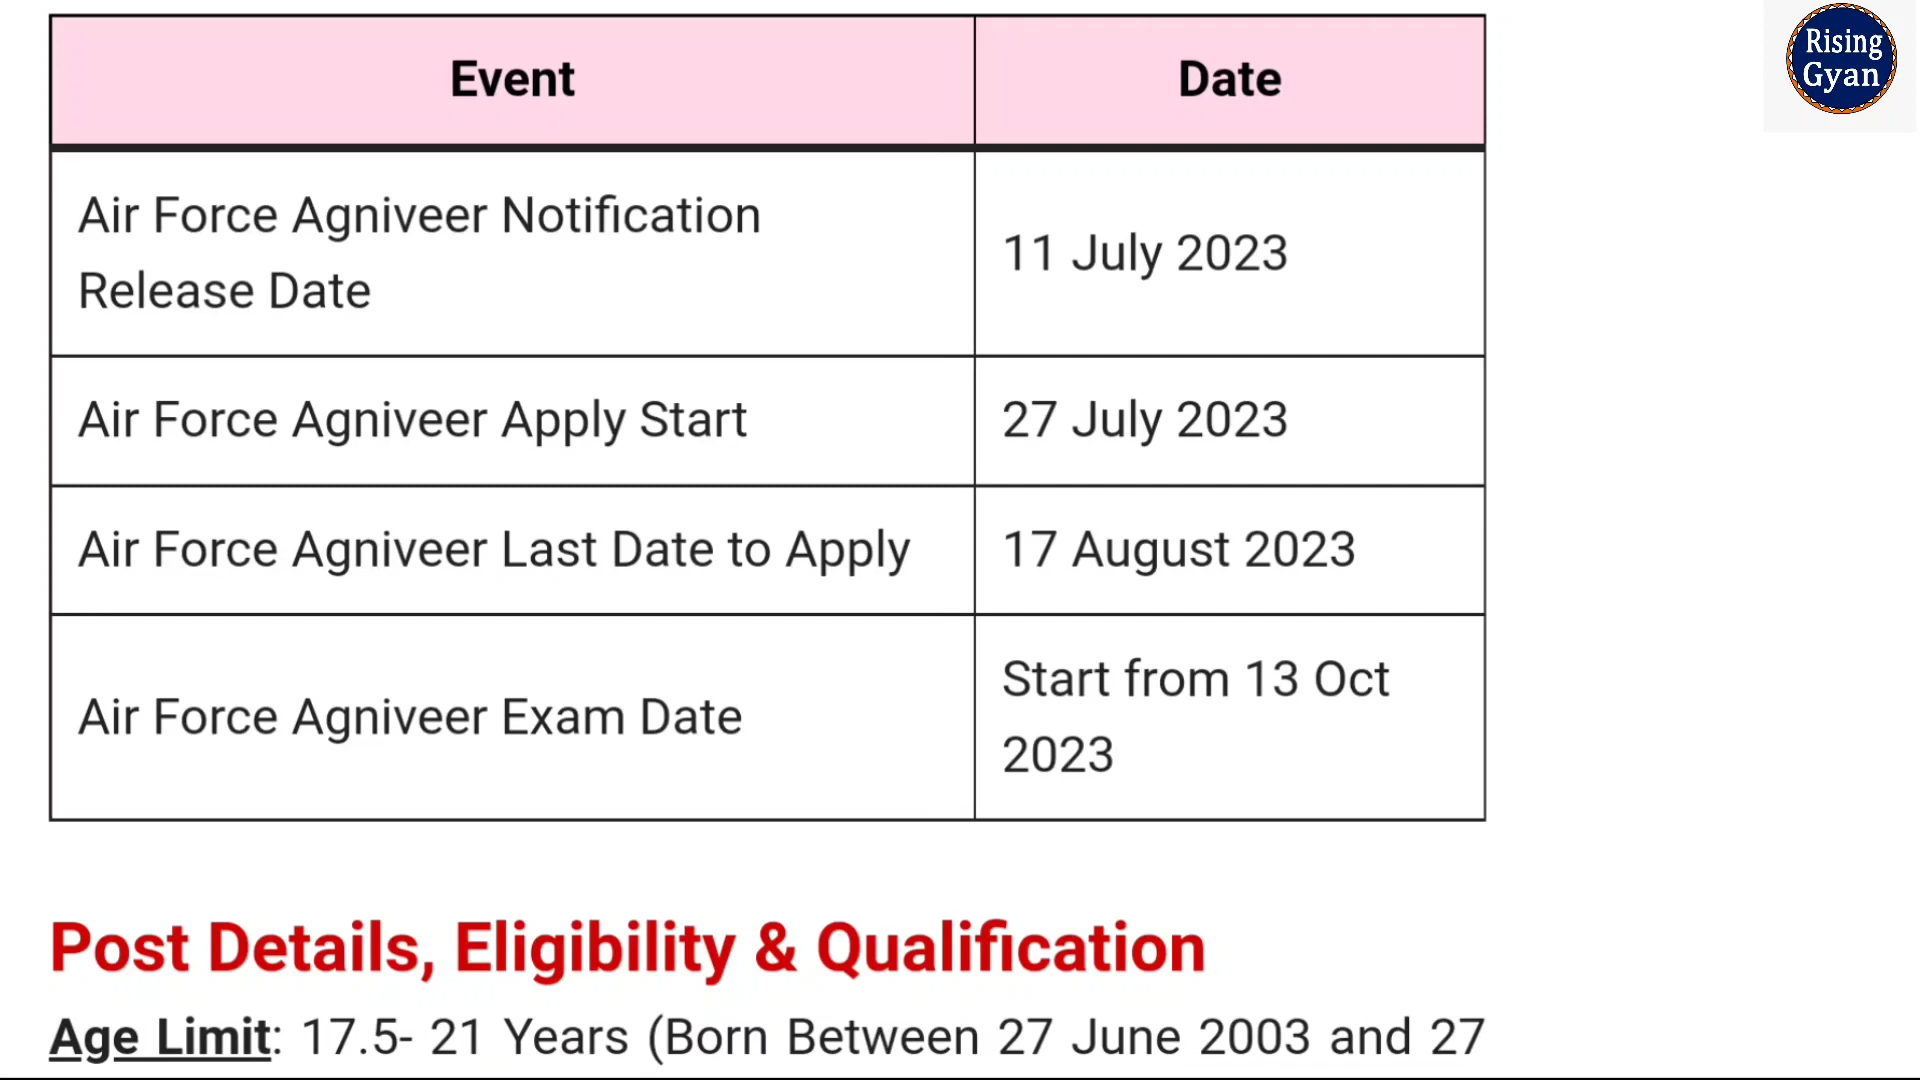 Event Date
Air Force Agniveer Notification
Release Date
11 July 2023
Air Force Agniveer Apply Start 27 July 2023
Air Force Agniveer Last Date to Apply 17 August 2023
Air Force Agniveer Exam Date
Start from 13 Oct
2023
Post Details, Eligibility & Qualification
Age Limit: 17.5- 21 Years (Born Between 27 June 2003 and 27
Rising
Gyan